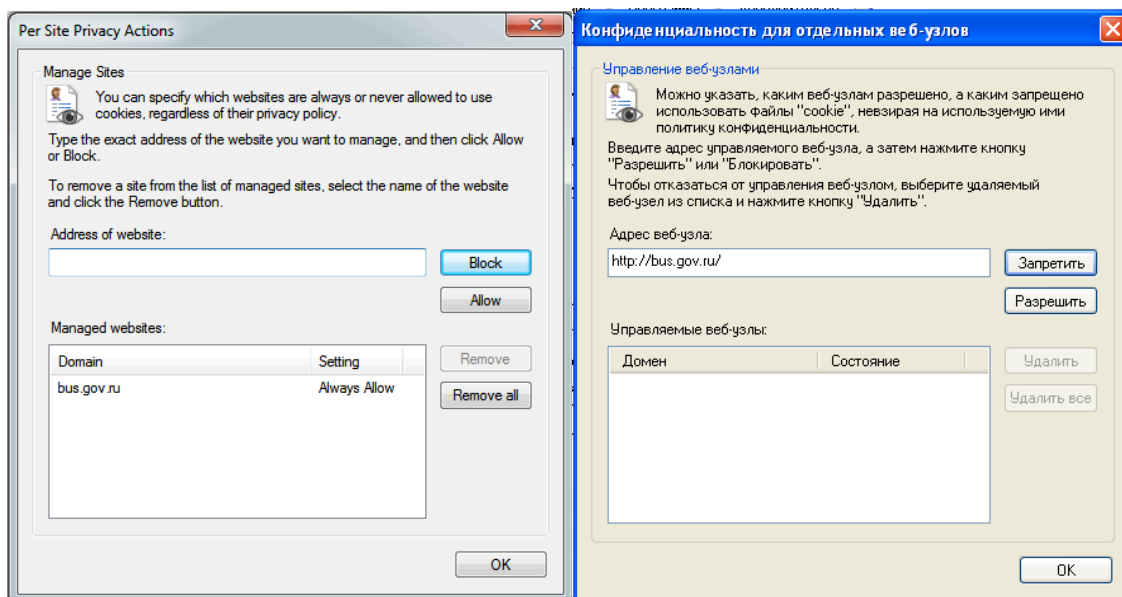 Per Site Privacy Actions
Manage Sites
You can specify which websites are always or never allowed to use
cookies, regardless of their privacy policy.
Type the exact address of the website you want to manage, and then click Allow
or Block.
To remove a site from the list of managed sites, select the name of the website
and click the Remove button.
Address of website:
Block
Allow
Managed websites:
Domain Setting
Remove
bus.gov.ru Always Allow
Remove all
OK
Конфиденциальность для отдельных веб-узлов
Управление веб-узлами
Можно указать, каким веб-узлам разрешено, а каким запрещено
использовать файлы "cookie", невзирая на используемую ими
политику конфиденциальности.
Введите адрес управляемого веб-узла, а затем нажмите кнопку
"Разрешить" или "Блокировать".
Чтобы отказаться от управления веб-узлом, выберите удаляемый
веб-узел из списка и нажмите кнопку "Удалить".
Адрес веб-узла:
http://bus.gov.ru/
Запретить
Разрешить
Управляемые веб-узлы:
Домен Состояние
Удалить
Удалить все
OK